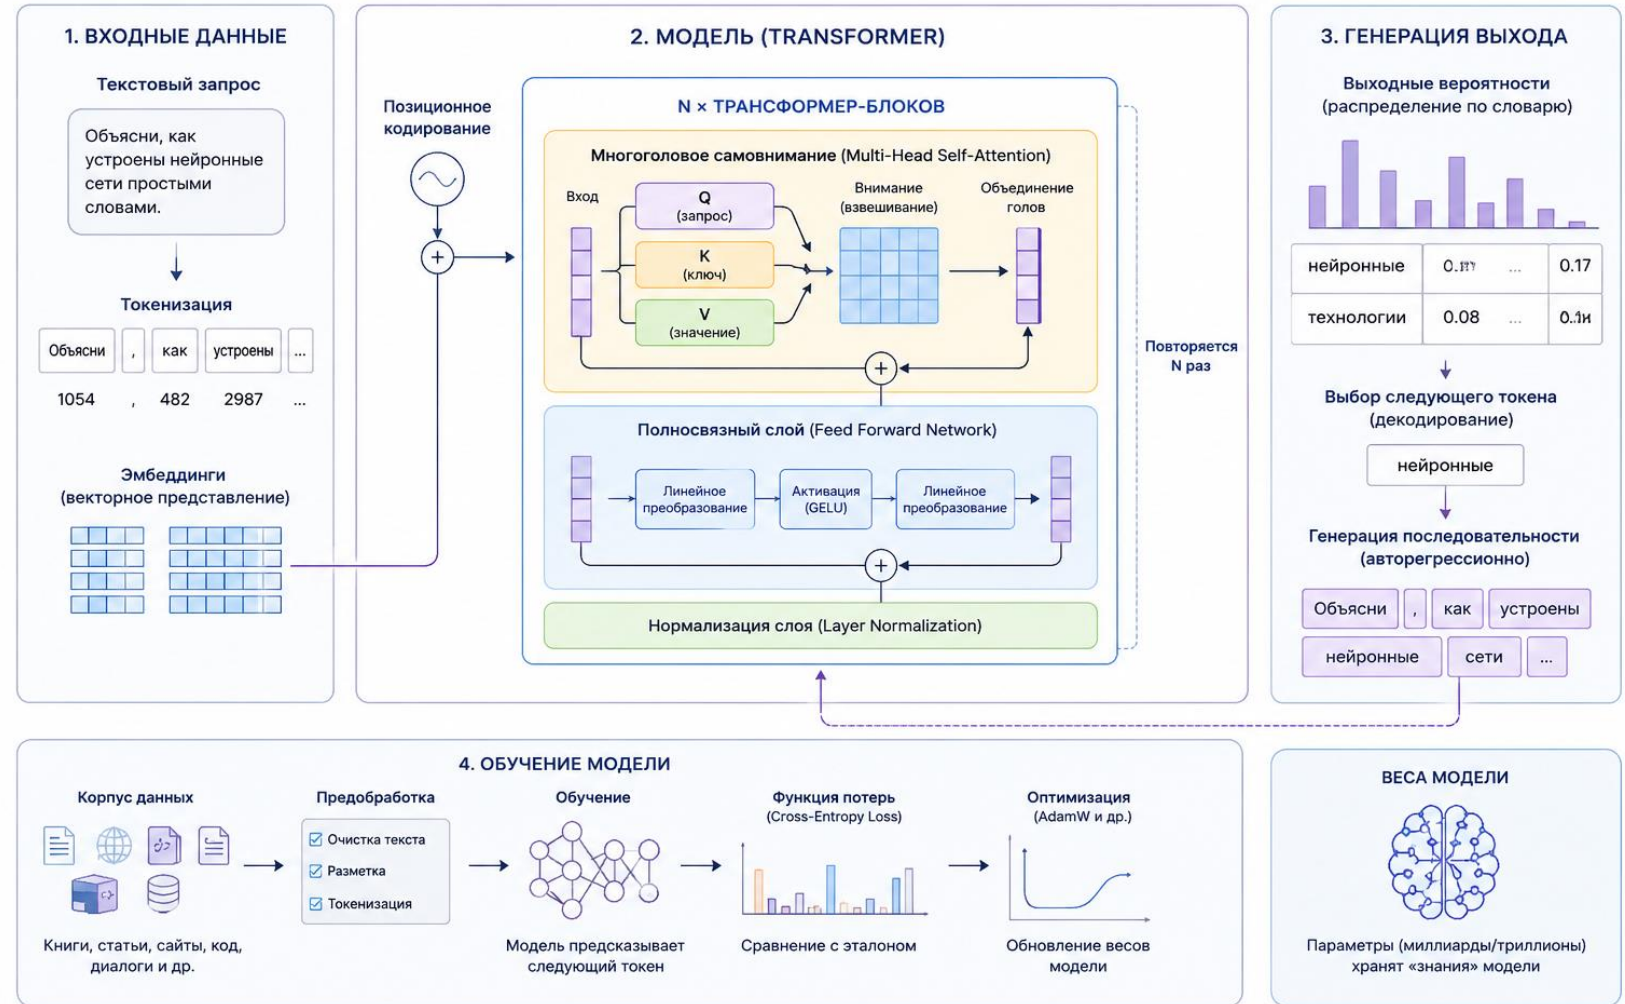 1. ВХОДНЫЕ ДАННЫЕ
Текстовый запрос
Объясни, как
устроены нейронные
сети простыми
словами.
Токенизация
Объясни , как устроены ...
1054 , 482 2987 ...
Эмбеддинги
(векторное представление)
2. МОДЕЛЬ (TRANSFORMER)
Позиционное
кодирование
+
N × ТРАНСФОРМЕР-БЛОКОВ
Многоголовое самовнимание (Multi-Head Self-Attention)
Вход
Q
(запрос)
K
(ключ)
V
(значение)
Внимание
(взвешивание)
Объединение
голов
+
Полносвязный слой (Feed Forward Network)
Линейное
преобразование
Активация
(GELU)
Линейное
преобразование
+
Нормализация слоя (Layer Normalization)
Повторяется
N раз
3. ГЕНЕРАЦИЯ ВЫХОДА
Выходные вероятности
(распределение по словарю)
нейронные ... 0.17
технологии 0.08 ...
Выбор следующего токена
(декодирование)
нейронные
Генерация последовательности
(авторегрессионно)
Объясни , как устроены
нейронные сети ...
4. ОБУЧЕНИЕ МОДЕЛИ
Корпус данных
Книги, статьи, сайты, код,
диалоги и др.
Предобработка
Очистка текста
Разметка
Токенизация
Обучение
Модель предсказывает
следующий токен
Функция потерь
(Cross-Entropy Loss)
Сравнение с эталоном
Оптимизация
(AdamW и др.)
Обновление весов
модели
ВЕСА МОДЕЛИ
Параметры (миллиарды/триллионы)
хранят «знания» модели